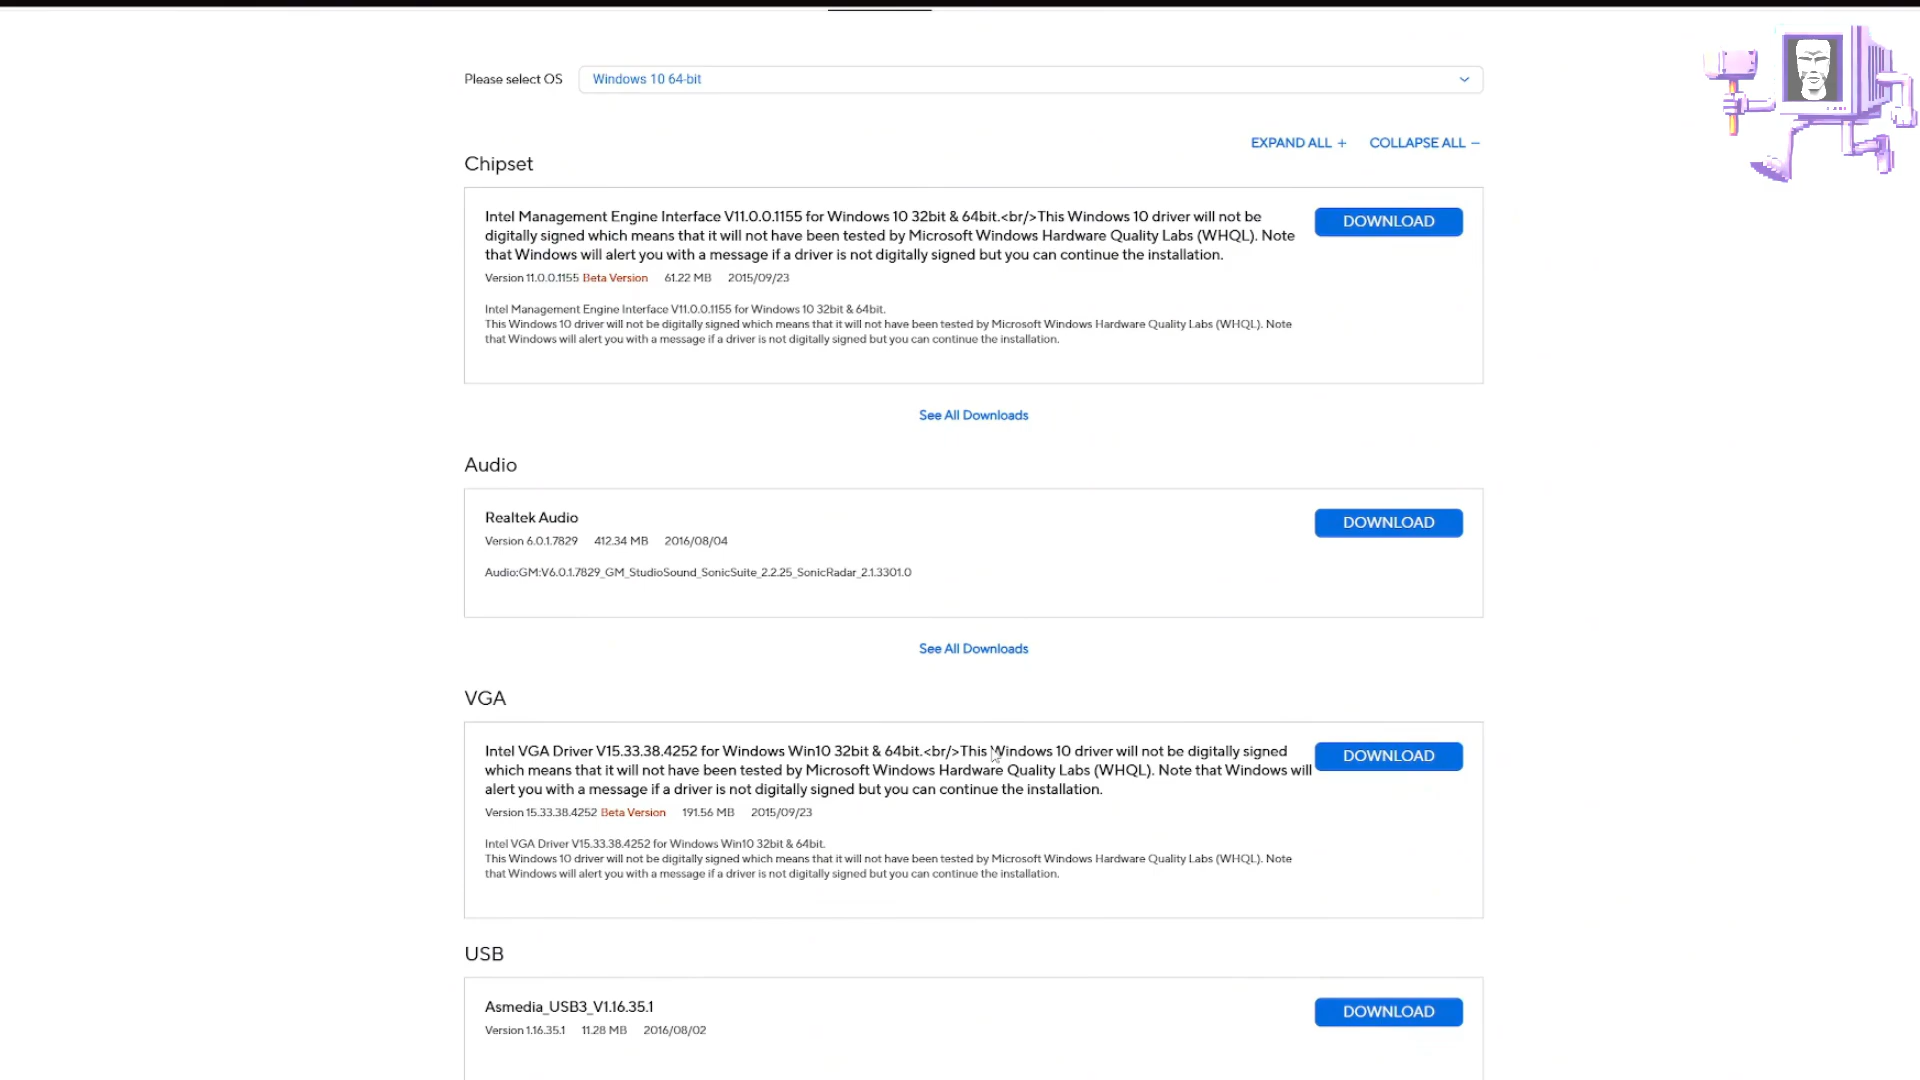 Please select OS
Windows 10 64-bit
EXPAND ALL +
COLLAPSE ALL −
Chipset
Intel Management Engine Interface V11.0.0.1155 for Windows 10 32bit & 64bit.<br/>This Windows 10 driver will not be
digitally signed which means that it will not have been tested by Microsoft Windows Hardware Quality Labs (WHQL). Note
that Windows will alert you with a message if a driver is not digitally signed but you can continue the installation.
DOWNLOAD
Version 11.0.0.1155 Beta Version 61.22 MB 2015/09/23
Intel Management Engine Interface V11.0.0.1155 for Windows 10 32bit & 64bit.
This Windows 10 driver will not be digitally signed which means that it will not have been tested by Microsoft Windows Hardware Quality Labs (WHQL). Note
that Windows will alert you with a message if a driver is not digitally signed but you can continue the installation.
See All Downloads
Audio
Realtek Audio
DOWNLOAD
Version 6.0.1.7829 412.34 MB 2016/08/04
Audio:GM:V6.0.1.7829_GM_StudioSound_SonicSuite_2.2.25_SonicRadar_2.1.3301.0
See All Downloads
VGA
Intel VGA Driver V15.33.38.4252 for Windows Win10 32bit & 64bit.<br/>This Windows 10 driver will not be digitally signed
which means that it will not have been tested by Microsoft Windows Hardware Quality Labs (WHQL). Note that Windows will
alert you with a message if a driver is not digitally signed but you can continue the installation.
DOWNLOAD
Version 15.33.38.4252 Beta Version 191.56 MB 2015/09/23
Intel VGA Driver V15.33.38.4252 for Windows Win10 32bit & 64bit.
This Windows 10 driver will not be digitally signed which means that it will not have been tested by Microsoft Windows Hardware Quality Labs (WHQL). Note
that Windows will alert you with a message if a driver is not digitally signed but you can continue the installation.
USB
Asmedia_USB3_V1.16.35.1
DOWNLOAD
Version 1.16.35.1 11.28 MB 2016/08/02